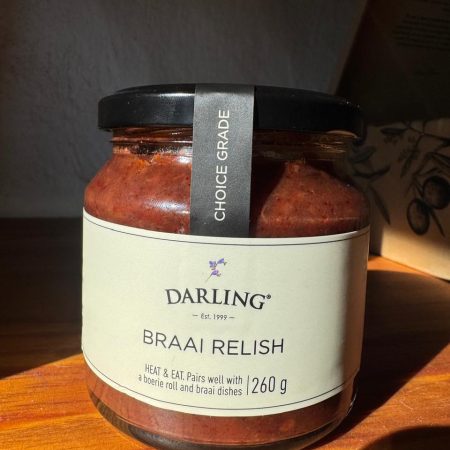 CHOICE GRADE
DARLING®
Est. 1999
BRAAI RELISH
HEAT & EAT. Pairs well with
a boerie roll and braai dishes
260 g